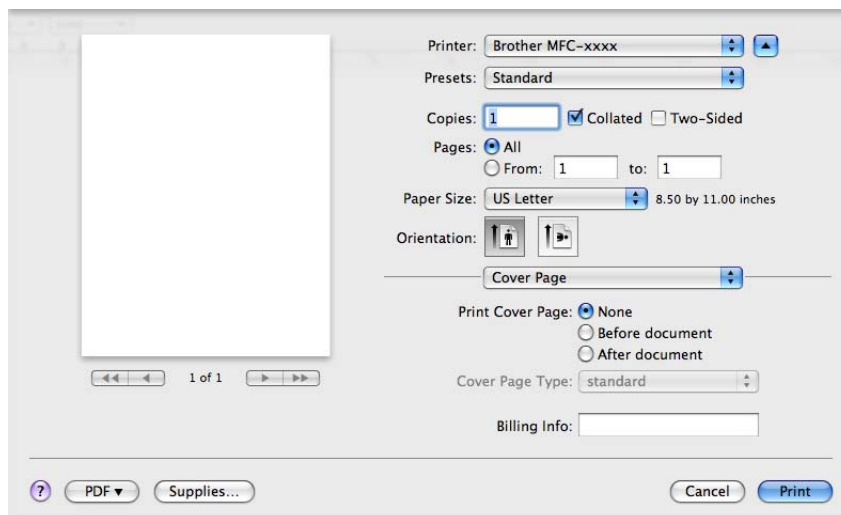 Printer: Brother MFC-xxxx
Presets: Standard
Copies: 1 Collated Two-Sided
Pages: All
From: 1 to: 1
Paper Size: US Letter 8.50 by 11.00 inches
Orientation:
Cover Page
Print Cover Page: None
Before document
After document
1 of 1
Cover Page Type: standard
Billing Info:
? PDF Supplies... Cancel Print